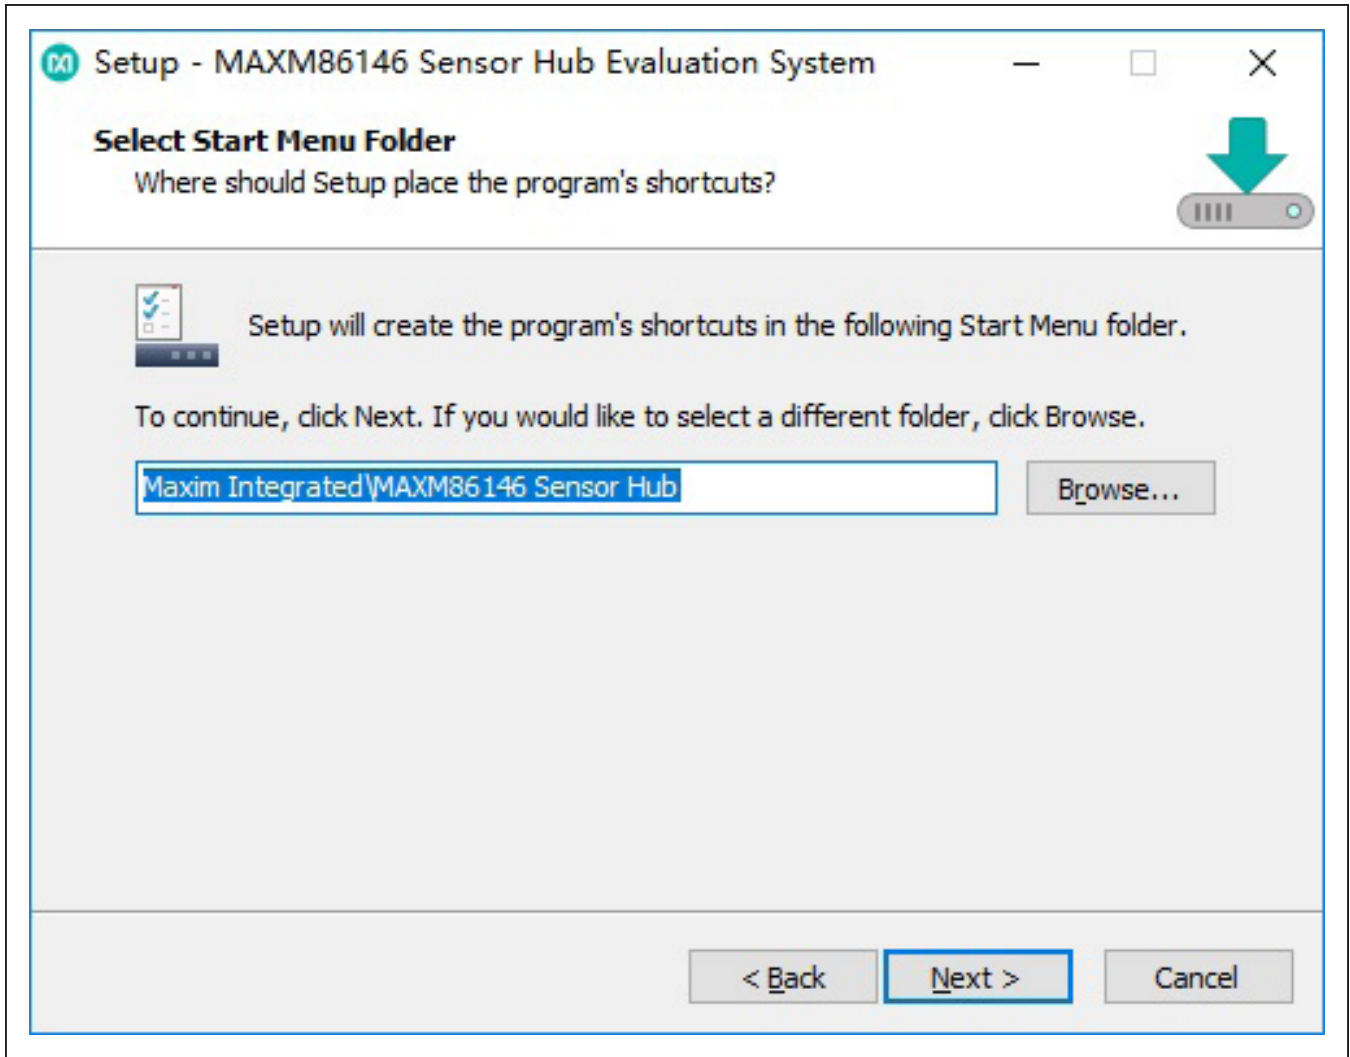 Setup - MAXM86146 Sensor Hub Evaluation System
Select Start Menu Folder
Where should Setup place the program's shortcuts?
Setup will create the program's shortcuts in the following Start Menu folder.
To continue, click Next. If you would like to select a different folder, click Browse.
Maxim Integrated\MAXM86146 Sensor Hub
Browse...
< Back
Next >
Cancel